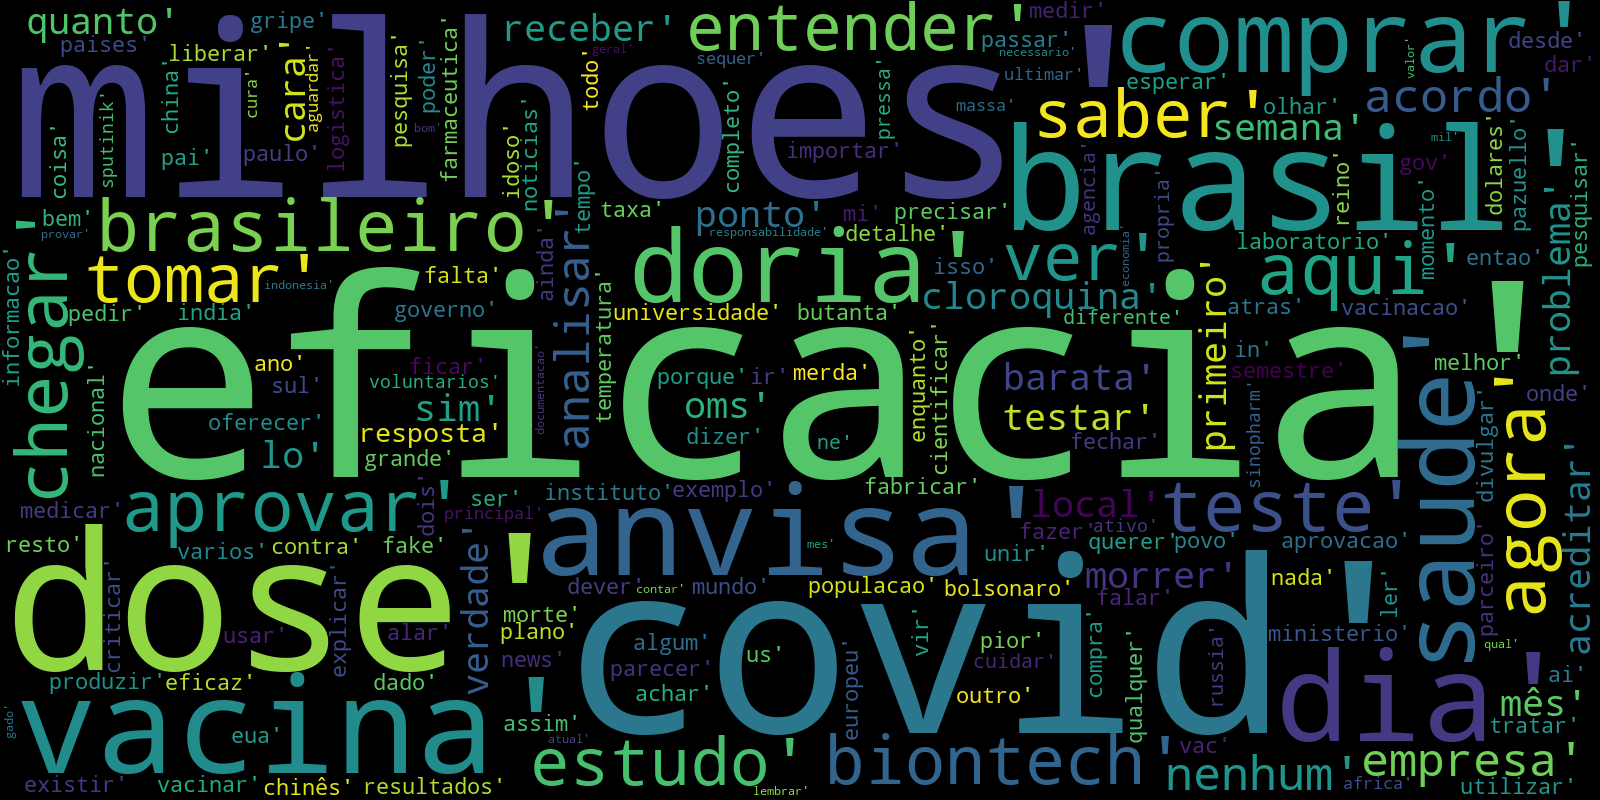 quanto'
gripe'
receber'
entender'
medir'
comprar'
paises'
liberar'
cara'
aguardar'
logistica'
pesquisa'
poder'
farmaceutica'
todo'
geral'
sequer'
passar'
necessario'
ultimar'
esperar'
valor'
desde'
dar'
milhoes'
coisa'
sputinik'
china'
cura'
pai'
paulo'
bom'
idoso'
noticias'
completo'
pressa'
importar'
massa'
saber'
olhar'
acordo'
semana'
mil'
brasil'
agencia'
propria'
reino'
gov'
momento'
dolares'
pazuello'
problema'
pesquisar'
bem'
provar'
brasileiro'
tempo'
taxa'
ponto'
responsabilidade'
mi'
precisar'
detalhe'
laboratorio'
entao'
informacao'
chegar'
tomar'
indonesia'
falta'
ainda'
analisar'
doria'
isso'
ver'
economia'
aqui'
pedir'
india'
governo'
temperatura'
universidade'
butanta'
cloroquina'
diferente'
primeiro'
atras'
vacinacao'
eficacia'
nacional'
ano'
sul'
ficar'
voluntarios'
documentacao'
porque'
ir'
merda'
enquanto'
cientificar'
barata'
in'
semestre'
melhor'
onde'
oferecer'
sim'
oms'
testar'
lo'
resposta'
grande'
dizer'
ne'
fechar'
sinopharm'
saude'
divulgar'
agora'
acreditar'
medicar'
aprovar'
dois'
ser'
principal'
instituto'
exemplo'
fabricar'
local'
teste'
resto'
varios'
contra'
fake'
verdade'
anvisa'
mes'
unir'
fazer'
ativo'
querer'
povo'
aprovacao'
parceiro'
dose'
criticar'
usar'
explicar'
alar'
morte'
plano'
news'
dever'
contar'
mundo'
populacao'
bolsonaro'
morrer'
falar'
nada'
ler'
ministerio'
qual'
covid'
algum'
parecer'
achar'
us'
europeu'
vir'
pior'
cuidar'
outro'
compra'
qualquer'
russia'
dia'
ai'
mês'
tratar'
produzir'
eficaz'
dado'
gado'
vacina'
eua'
assim'
atual'
existir'
vacinar'
chinês'
resultados'
estudo'
lembrar'
biontech'
vac'
nenhum'
africa'
empresa'
utilizar'